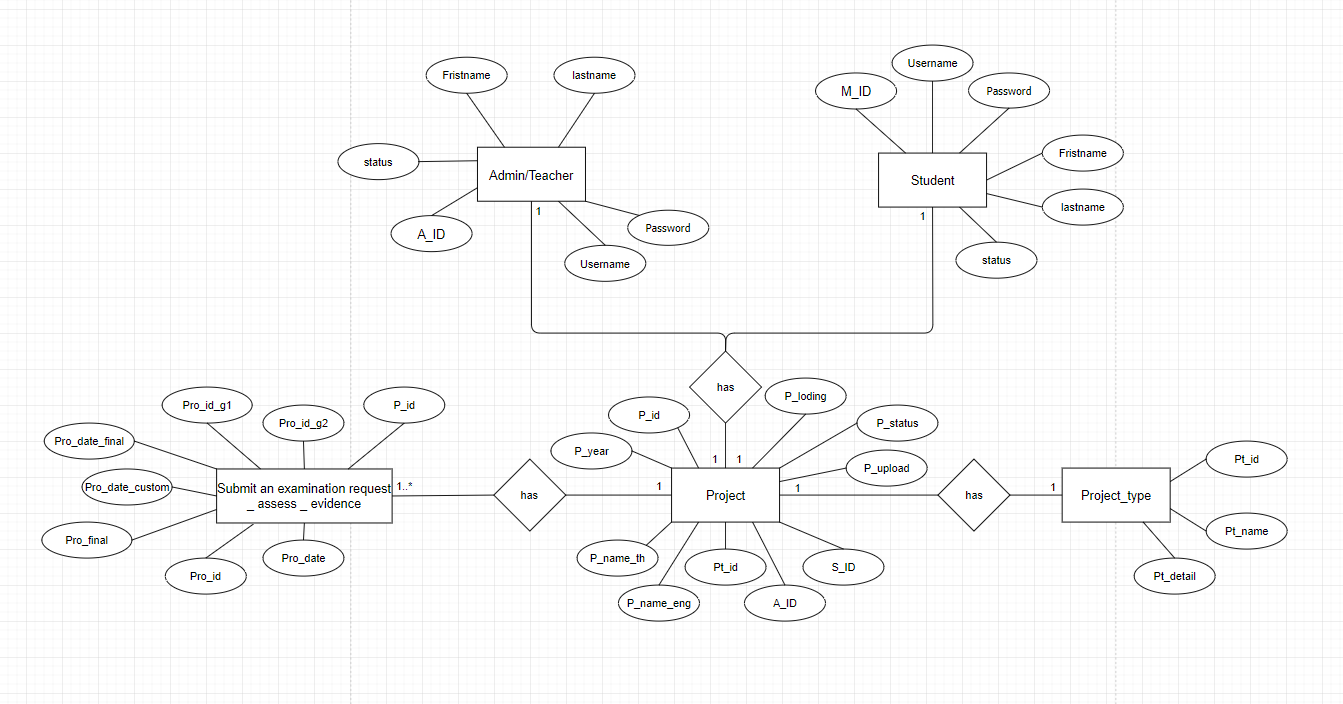 Username
Fristname
lastname
M_ID
Password
Fristname
status
Admin/Teacher
Student
lastname
1
1
A_ID
Password
Username
status
has
P_loding
Pro_id_g1
Pro_id_g2
P_id
P_id
P_status
Pro_date_final
P_year
P_upload
Pt_id
1
1
Pro_date_custom
Submit an examination request
_ assess _ evidence
1..*
has
1
Project
1
has
1
Project_type
Pro_final
Pt_name
Pro_date
P_name_th
Pt_id
S_ID
Pro_id
Pt_detail
P_name_eng
A_ID